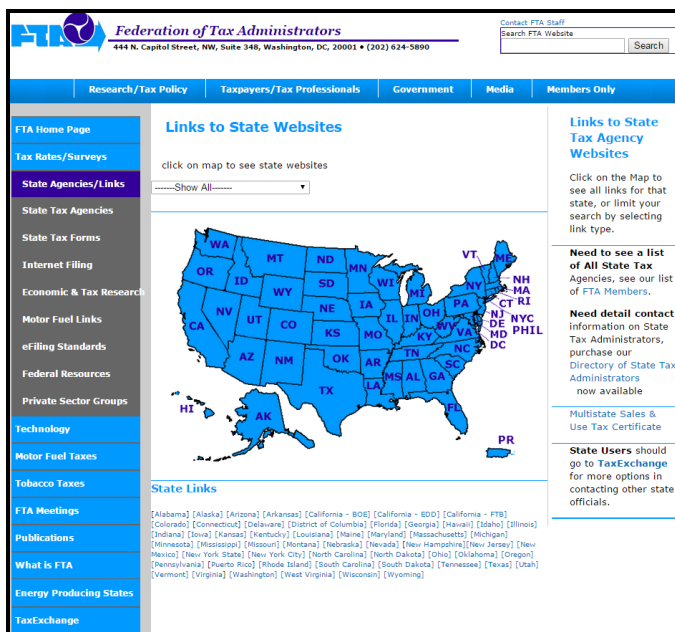 FTA
Federation of Tax Administrators
444 N. Capitol Street, NW, Suite 348, Washington, DC, 20001 • (202) 624-5890
Contact FTA Staff
Search FTA Website
Search
Research/Tax Policy
Taxpayers/Tax Professionals
Government
Media
Members Only
FTA Home Page
Tax Rates/Surveys
State Agencies/Links
State Tax Agencies
State Tax Forms
Internet Filing
Economic & Tax Research
Motor Fuel Links
eFiling Standards
Federal Resources
Private Sector Groups
Technology
Motor Fuel Taxes
Tobacco Taxes
FTA Meetings
Publications
What is FTA
Energy Producing States
TaxExchange
Links to State Websites
click on map to see state websites
-------Show All-------
WA
MT
ND
MN
VT
ME
OR
ID
SD
WI
MI
NY
NH
MA
WY
RI
CT
NE
IA
PA
NYC
NV
UT
CO
IL
IN
OH
NJ
DE
PHIL
CA
KS
MO
KY
WV
VA
MD
DC
AZ
NM
OK
AR
TN
NC
SC
MS
AL
GA
TX
LA
FL
HI
AK
PR
State Links
[Alabama] [Alaska] [Arizona] [Arkansas] [California - BOE] [California - EDD] [California - FTB]
[Colorado] [Connecticut] [Delaware] [District of Columbia] [Florida] [Georgia] [Hawaii] [Idaho] [Illinois]
[Indiana] [Iowa] [Kansas] [Kentucky] [Louisiana] [Maine] [Maryland] [Massachusetts] [Michigan]
[Minnesota] [Mississippi] [Missouri] [Montana] [Nebraska] [Nevada] [New Hampshire][New Jersey] [New
Mexico] [New York State] [New York City] [North Carolina] [North Dakota] [Ohio] [Oklahoma] [Oregon]
[Pennsylvania] [Puerto Rico] [Rhode Island] [South Carolina] [South Dakota] [Tennessee] [Texas] [Utah]
[Vermont] [Virginia] [Washington] [West Virginia] [Wisconsin] [Wyoming]
Links to State
Tax Agency
Websites
Click on the Map to
see all links for that
state, or limit your
search by selecting
link type.
Need to see a list
of All State Tax
Agencies, see our list
of FTA Members.
Need detail contact
information on State
Tax Administrators,
purchase our
Directory of State Tax
Administrators
now available
Multistate Sales &
Use Tax Certificate
State Users should
go to TaxExchange
for more options in
contacting other state
officials.